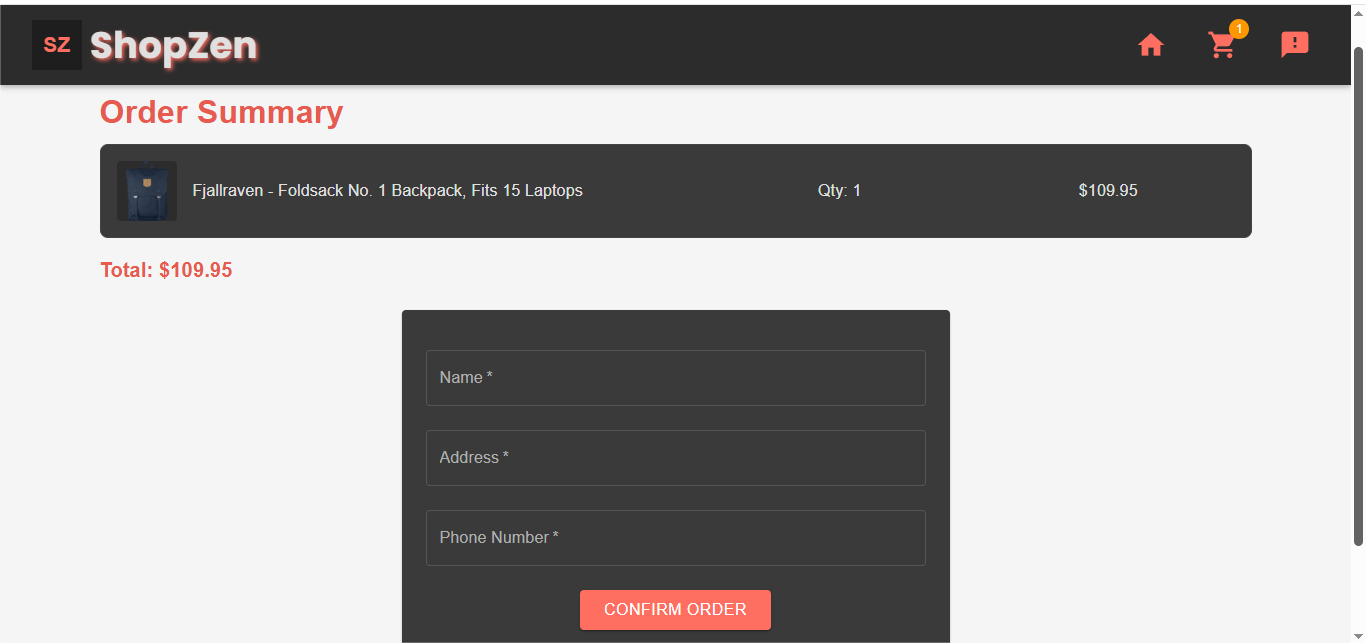 SZ ShopZen 1
Order Summary
Fjallraven - Foldsack No. 1 Backpack, Fits 15 Laptops Qty: 1 $109.95
Total: $109.95
Name *
Address *
Phone Number *
CONFIRM ORDER